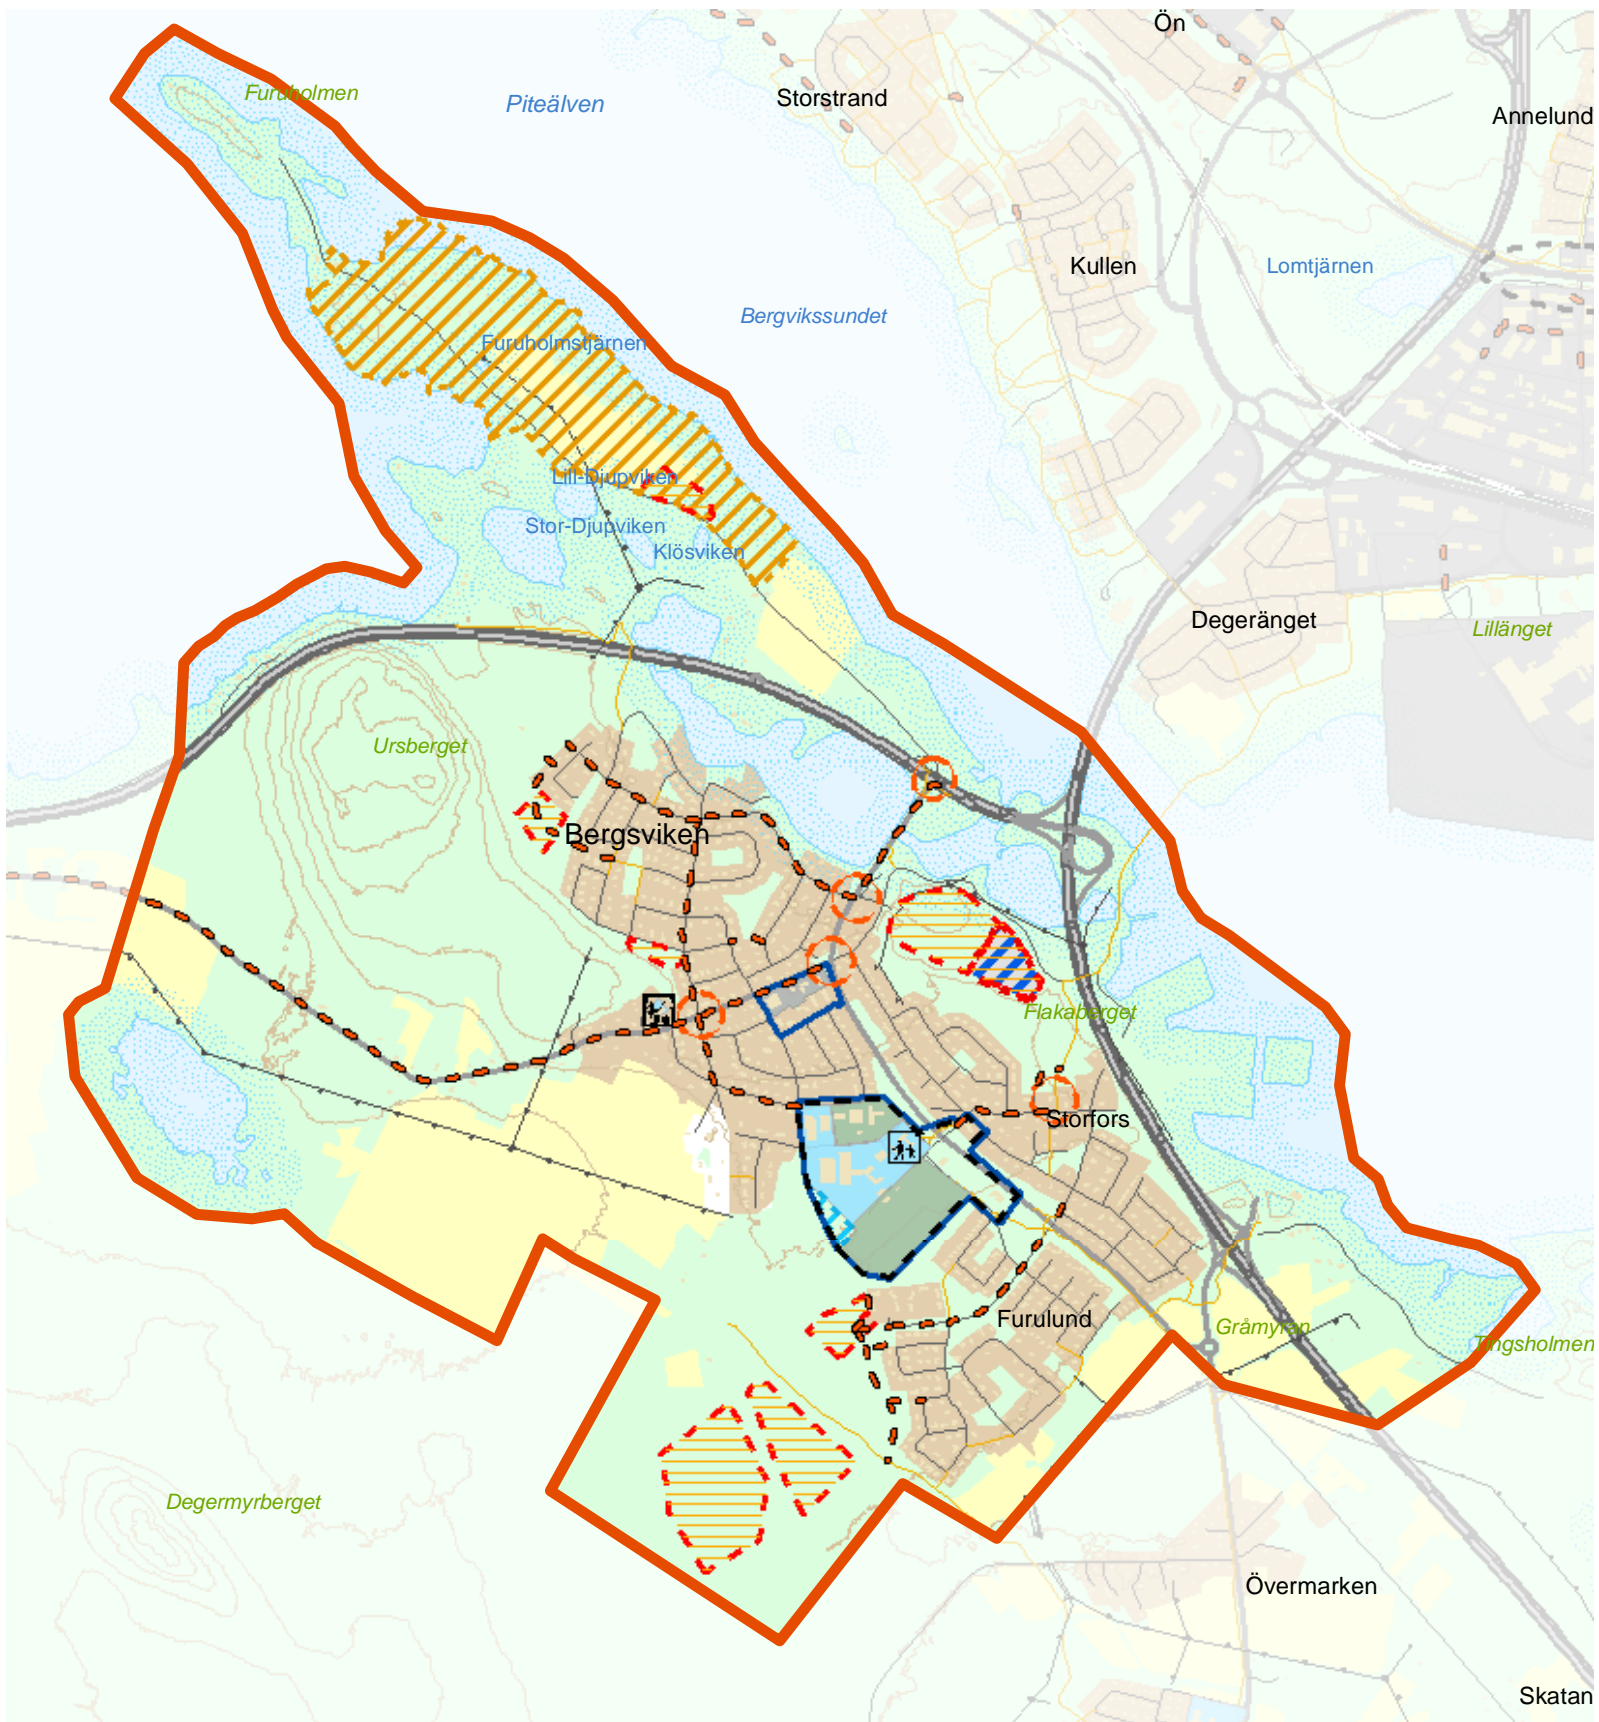 Ön
Furuholmen
Piteälven
Storstrand
Annelund
Kullen
Lomtjärnen
Bergvikssundet
Furuholmstjärnen
Lill-Djupviken
Stor-Djupviken
Klösviken
Degeränget
Lillänget
Ursberget
Bergsviken
Flakaberget
Storfors
Furulund
Gråmyran
Tingsholmen
Degermyrberget
Övermarken
Skatan